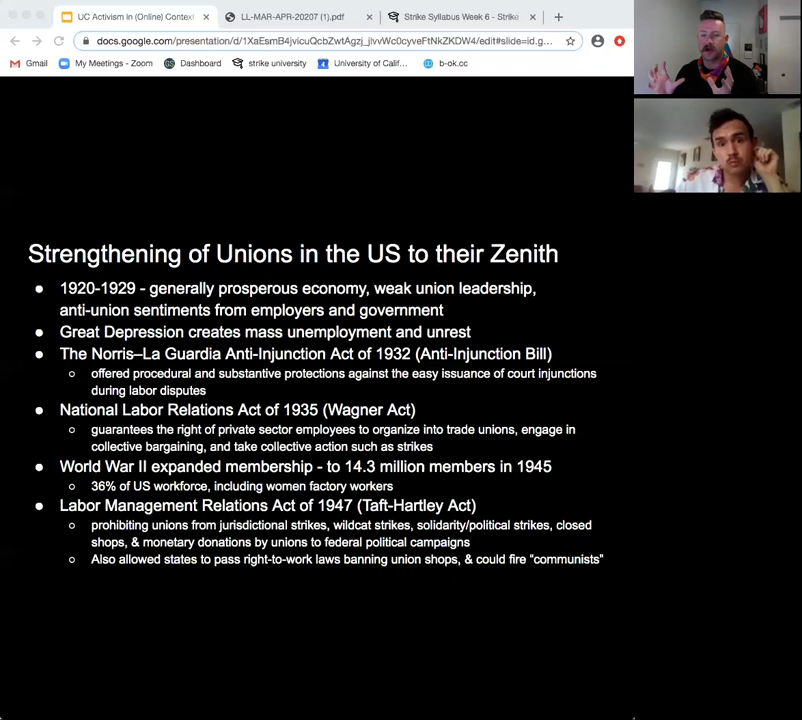 UC Activism In (Online) Context
LL-MAR-APR-20207 (1).pdf
Strike Syllabus Week 6 - Strike
docs.google.com/presentation/d/1XaEsmB4jvicuQcbZwtAgzj_jlvvWc0cyveFtNkZKDW4/edit#slide=id.g...
Gmail
My Meetings - Zoom
Dashboard
strike university
University of Calif...
b-ok.cc
Strengthening of Unions in the US to their Zenith
● 1920-1929 - generally prosperous economy, weak union leadership,
anti-union sentiments from employers and government
● Great Depression creates mass unemployment and unrest
● The Norris–La Guardia Anti-Injunction Act of 1932 (Anti-Injunction Bill)
○ offered procedural and substantive protections against the easy issuance of court injunctions
during labor disputes
● National Labor Relations Act of 1935 (Wagner Act)
○ guarantees the right of private sector employees to organize into trade unions, engage in
collective bargaining, and take collective action such as strikes
● World War II expanded membership - to 14.3 million members in 1945
○ 36% of US workforce, including women factory workers
● Labor Management Relations Act of 1947 (Taft-Hartley Act)
○ prohibiting unions from jurisdictional strikes, wildcat strikes, solidarity/political strikes, closed
shops, & monetary donations by unions to federal political campaigns
○ Also allowed states to pass right-to-work laws banning union shops, & could fire “communists”